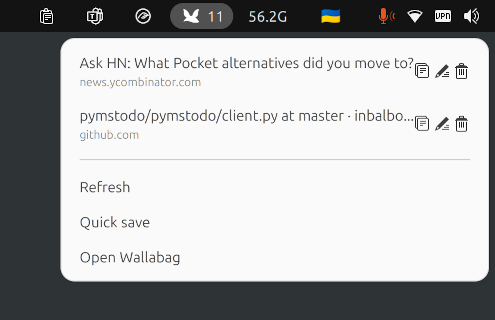 11
56.2G
VPN
Ask HN: What Pocket alternatives did you move to?
news.ycombinator.com
pymstodo/pymstodo/client.py at master · inbalbo...
github.com
Refresh
Quick save
Open Wallabag